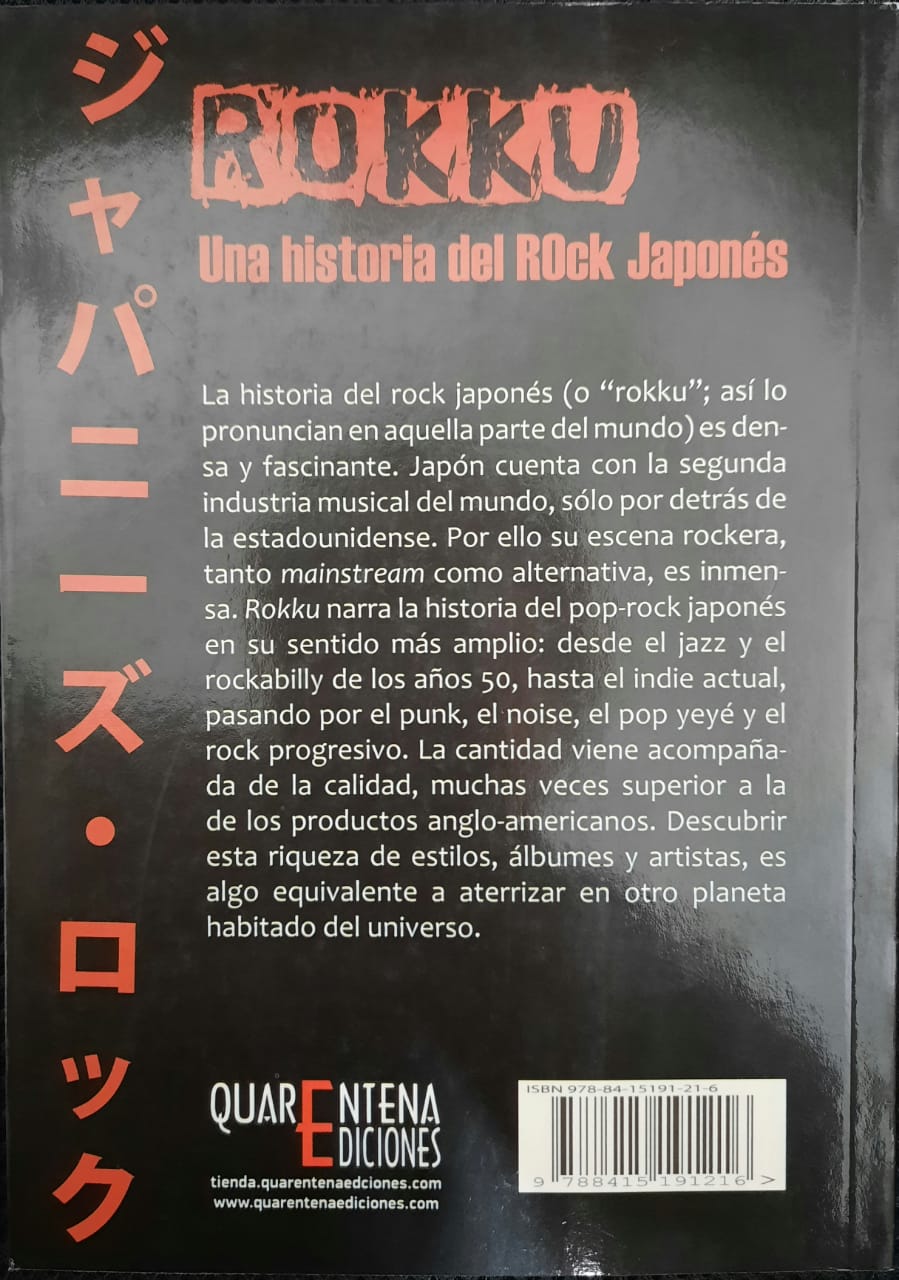 ジャパニーズ・ロック
ROKKU
Una historia del ROck Japonés
La historia del rock japonés (o “rokku”; así lo
pronuncian en aquella parte del mundo) es den-
sa y fascinante. Japón cuenta con la segunda
industria musical del mundo, sólo por detrás de
la estadounidense. Por ello su escena rockera,
tanto mainstream como alternativa, es inmen-
sa. Rokku narra la historia del pop-rock japonés
en su sentido más amplio: desde el jazz y el
rockabilly de los años 50, hasta el indie actual,
pasando por el punk, el noise, el pop yeyé y el
rock progresivo. La cantidad viene acompaña-
da de la calidad, muchas veces superior a la
de los productos anglo-americanos. Descubrir
esta riqueza de estilos, álbumes y artistas, es
algo equivalente a aterrizar en otro planeta
habitado del universo.
QUARENTENA
EDICIONES
tienda.quarentenaediciones.com
www.quarentenaediciones.com
ISBN 978-84-15191-21-6
9 788415 191216 >